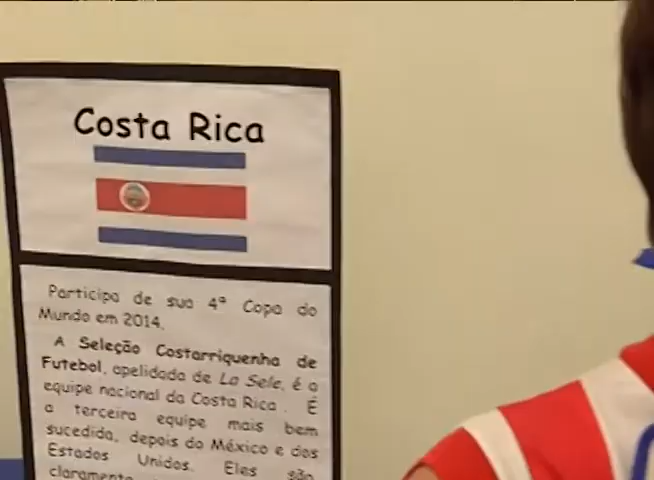 Costa Rica
Participa de sua 4ª Copa do
Mundo em 2014.
A Seleção Costarriquenha de
Futebol, apelidada de La Sele, é a
equipe nacional da Costa Rica . É
a terceira equipe mais bem
sucedida, depois do México e dos
Estados Unidos. Eles são
claramente